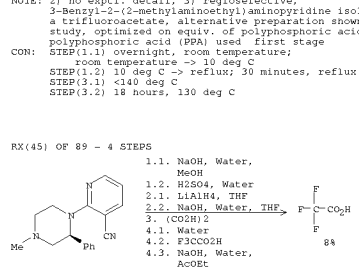 NOTE: 2) no exptl. detail, 3) regioselective,
3-Benzyl-2-(2-methylaminoethyl)aminopyridine iso
a trifluoroacetate, alternative preparation show
study, optimized on equiv. of polyphosphoric aci
polyphosphoric acid (PPA) used first stage
CON: STEP(1.1) overnight, room temperature;
room temperature -> 10 deg C
STEP(1.2) 10 deg C -> reflux; 30 minutes, reflux
STEP(3.1) <140 deg C
STEP(3.2) 18 hours, 130 deg C
RX(45) OF 89 - 4 STEPS
1.1. NaOH, Water,
MeOH
1.2. H2SO4, Water
2.1. LiAlH4, THF
2.2. NaOH, Water, THF
3. (CO2H)2
4.1. Water
4.2. F3CCO2H
4.3. NaOH, Water,
AcOEt
N
N
N
Me
Ph
CN
F
F
C
CO2H
F
8%